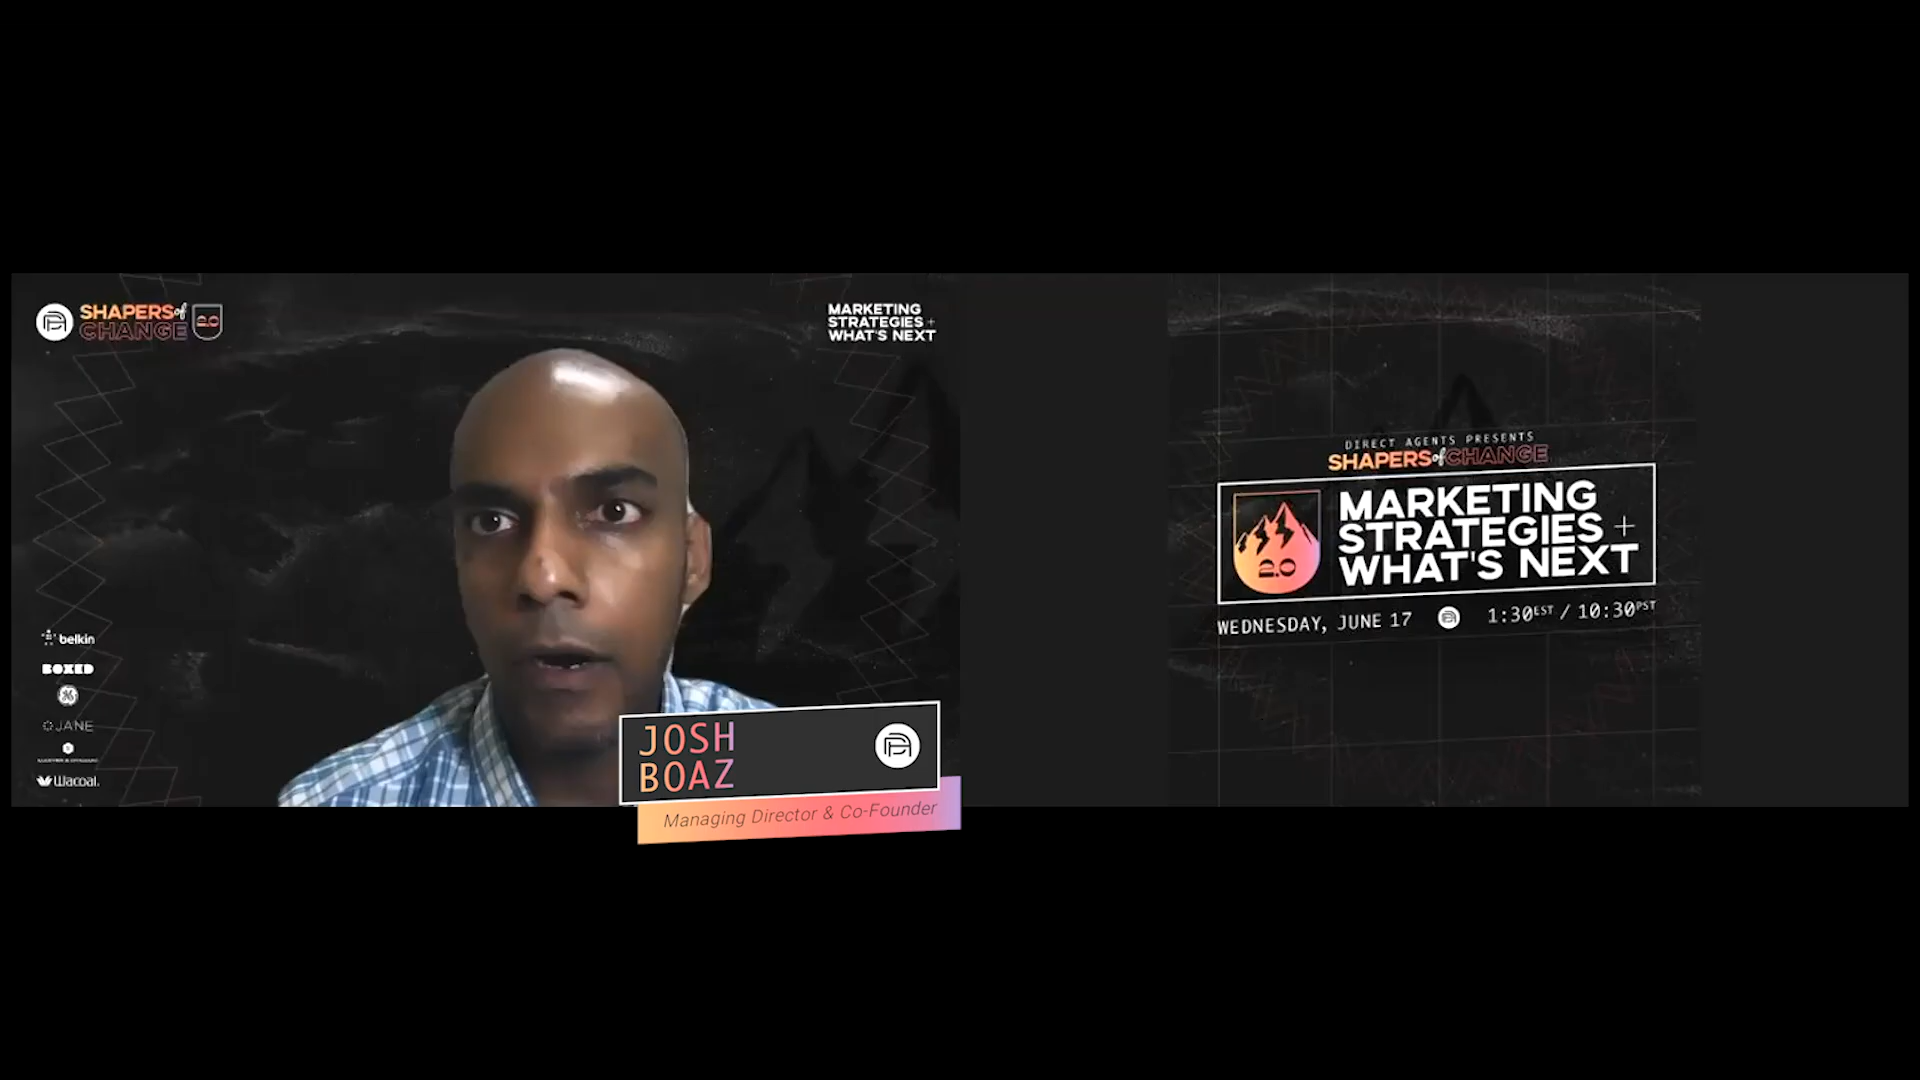 SHAPERS of
CHANGE
2.0
MARKETING
STRATEGIES +
WHAT'S NEXT
belkin
BOXED
JANE
Wacoal
JOSH
BOAZ
Managing Director & Co-Founder
DIRECT AGENTS PRESENTS
SHAPERS of CHANGE
2.0
MARKETING
STRATEGIES +
WHAT'S NEXT
WEDNESDAY, JUNE 17
1:30EST / 10:30PST